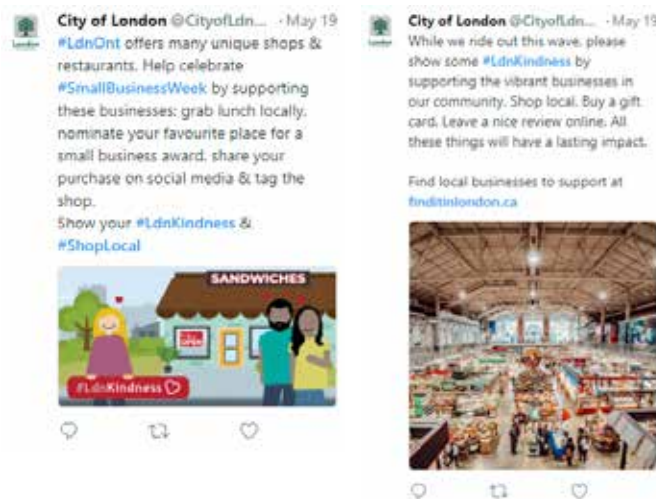 City of London @CityofLdn... · May 19
#LdnOnt offers many unique shops &
restaurants. Help celebrate
#SmallBusinessWeek by supporting
these businesses: grab lunch locally,
nominate your favourite place for a
small business award, share your
purchase on social media & tag the
shop.
Show your #LdnKindness &
#ShopLocal
SANDWICHES
OPEN
#LdnKindness
City of London @CityofLdn... · May 19
While we ride out this wave, please
show some #LdnKindness by
supporting the vibrant businesses in
our community. Shop local. Buy a gift
card. Leave a nice review online. All
these things will have a lasting impact.
Find local businesses to support at
finditinlondon.ca